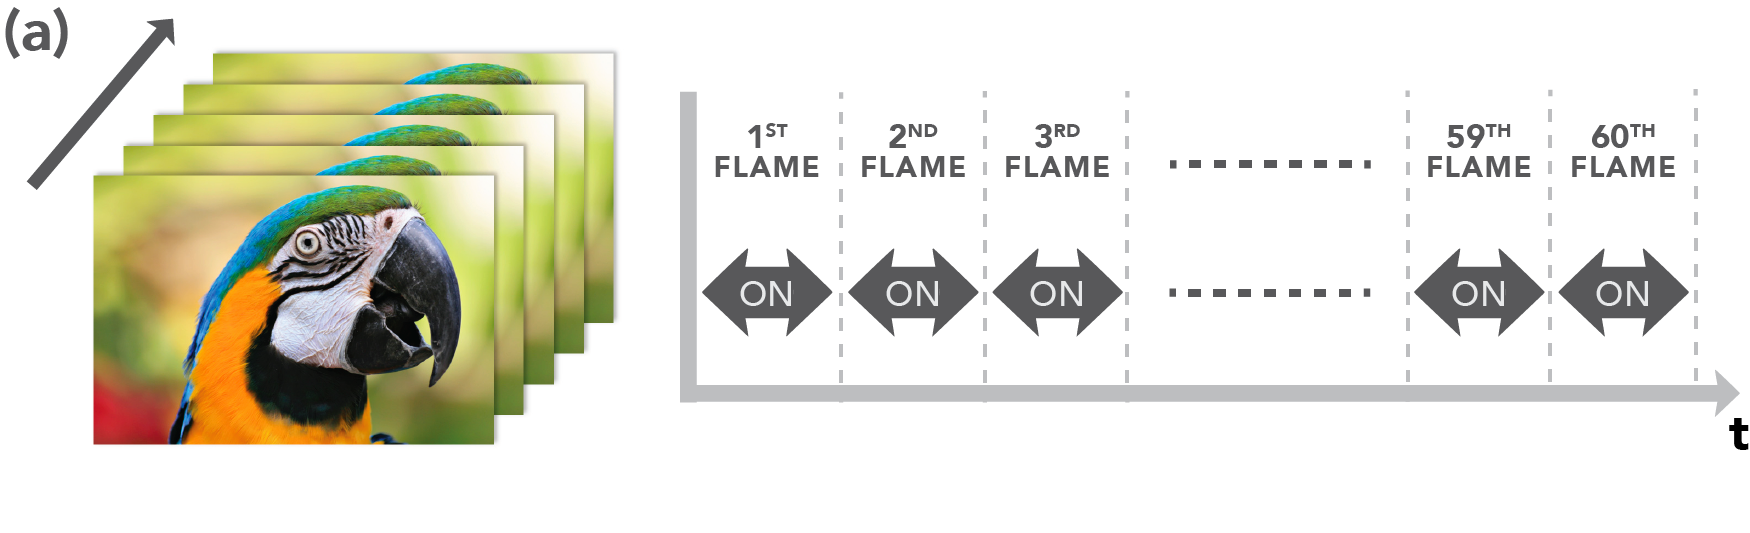 (a)
1ST FLAME
2ND FLAME
3RD FLAME
59TH FLAME
60TH FLAME
ON
ON
ON
ON
ON
t